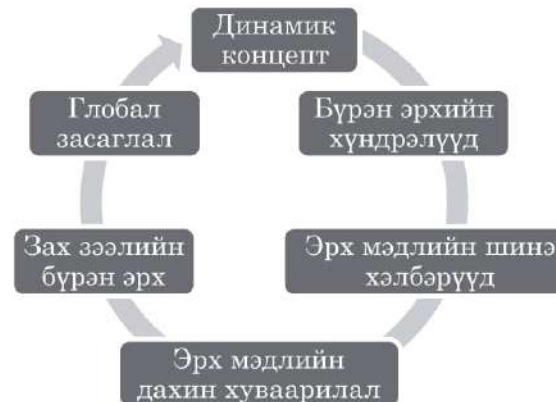 Динамик
концепт
Бүрэн эрхийн
хүндрэлүүд
Эрх мэдлийн шинэ
хэлбэрүүд
Эрх мэдлийн
дахин хуваарилал
Зах зээлийн
бүрэн эрх
Глобал
засаглал